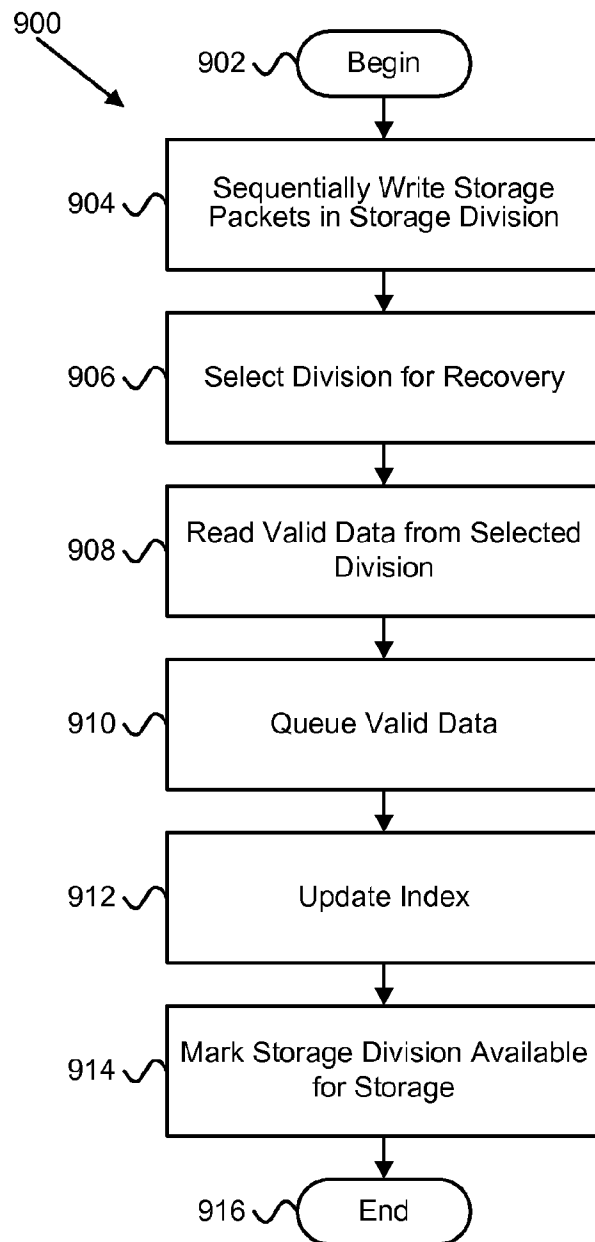 900
902
Begin
904
Sequentially Write Storage
Packets in Storage Division
906
Select Division for Recovery
908
Read Valid Data from Selected
Division
910
Queue Valid Data
912
Update Index
914
Mark Storage Division Available
for Storage
916
End